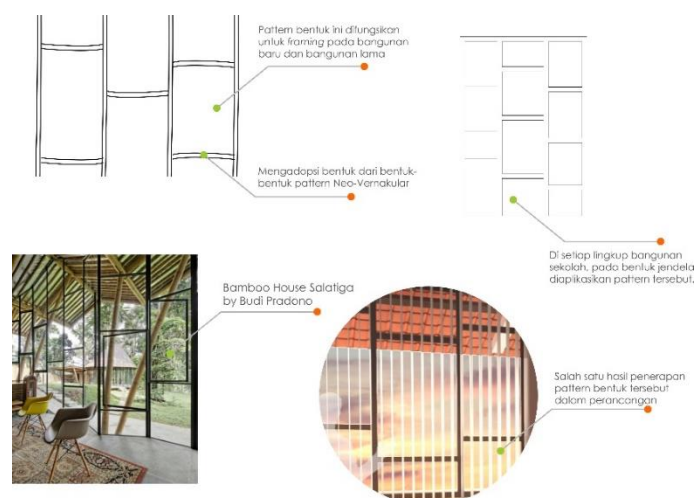 Pattern bentuk ini difungsikan
untuk framing pada bangunan
baru dan bangunan lama
Mengadopsi bentuk dari bentuk-
bentuk pattern Neo-Vernakular
Di setiap lingkup bangunan
sekolah, pada bentuk jendela
diaplikasikan pattern tersebut.
Bamboo House Salatiga
by Budi Pradono
Salah satu hasil penerapan
pattern bentuk tersebut
dalam perancangan